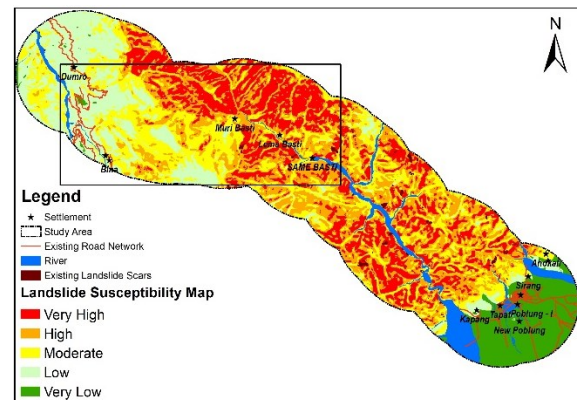 N
Dumro
Muri Basti
Lama Basti
SAME BASTI
Bina
Legend
Settlement
Study Area
Existing Road Network
River
Existing Landslide Scars
Landslide Susceptibility Map
Very High
High
Moderate
Low
Very Low
Sirang
Kapang
Tapat
Poblung - I
New Poblung